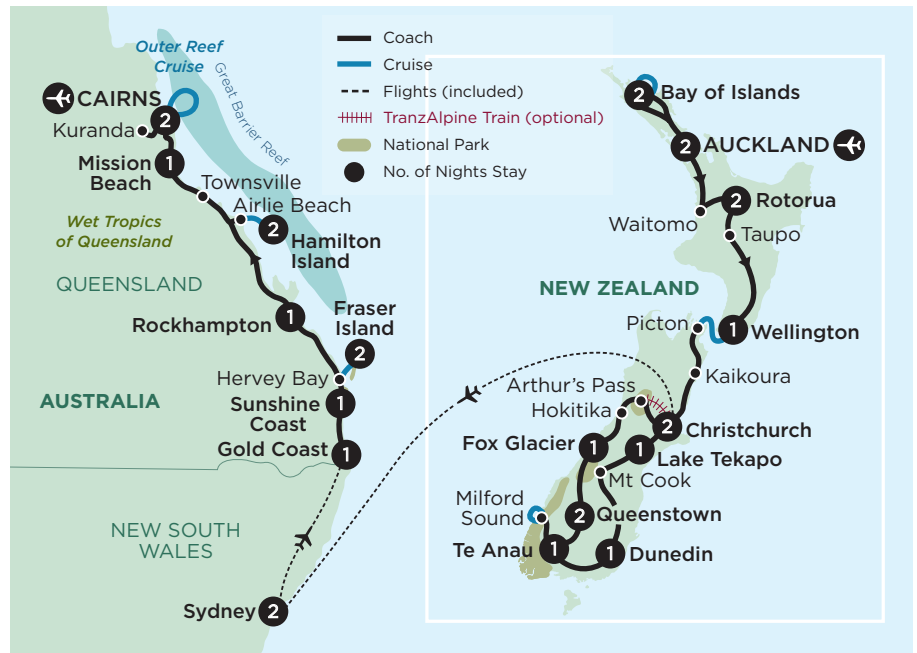 Outer Reef
Cruise
Great Barrier Reef
CAIRNS
2
Kuranda
Mission
Beach
1
Townsville
Airlie Beach
Wet Tropics
of Queensland
2
Hamilton
Island
QUEENSLAND
Rockhampton
1
Fraser
Island
2
Hervey Bay
AUSTRALIA
Sunshine
Coast
1
Gold Coast
1
NEW SOUTH
WALES
Sydney
2
Coach
Cruise
Flights (included)
TranzAlpine Train (optional)
National Park
No. of Nights Stay
2
Bay of Islands
2
AUCKLAND
2
Rotorua
Waitomo
Taupo
NEW ZEALAND
Picton
1
Wellington
Kaikoura
Arthur's Pass
Hokitika
2
Christchurch
Fox Glacier
1
1
Lake Tekapo
Mt Cook
Milford
Sound
2
Queenstown
Te Anau
1
1
Dunedin